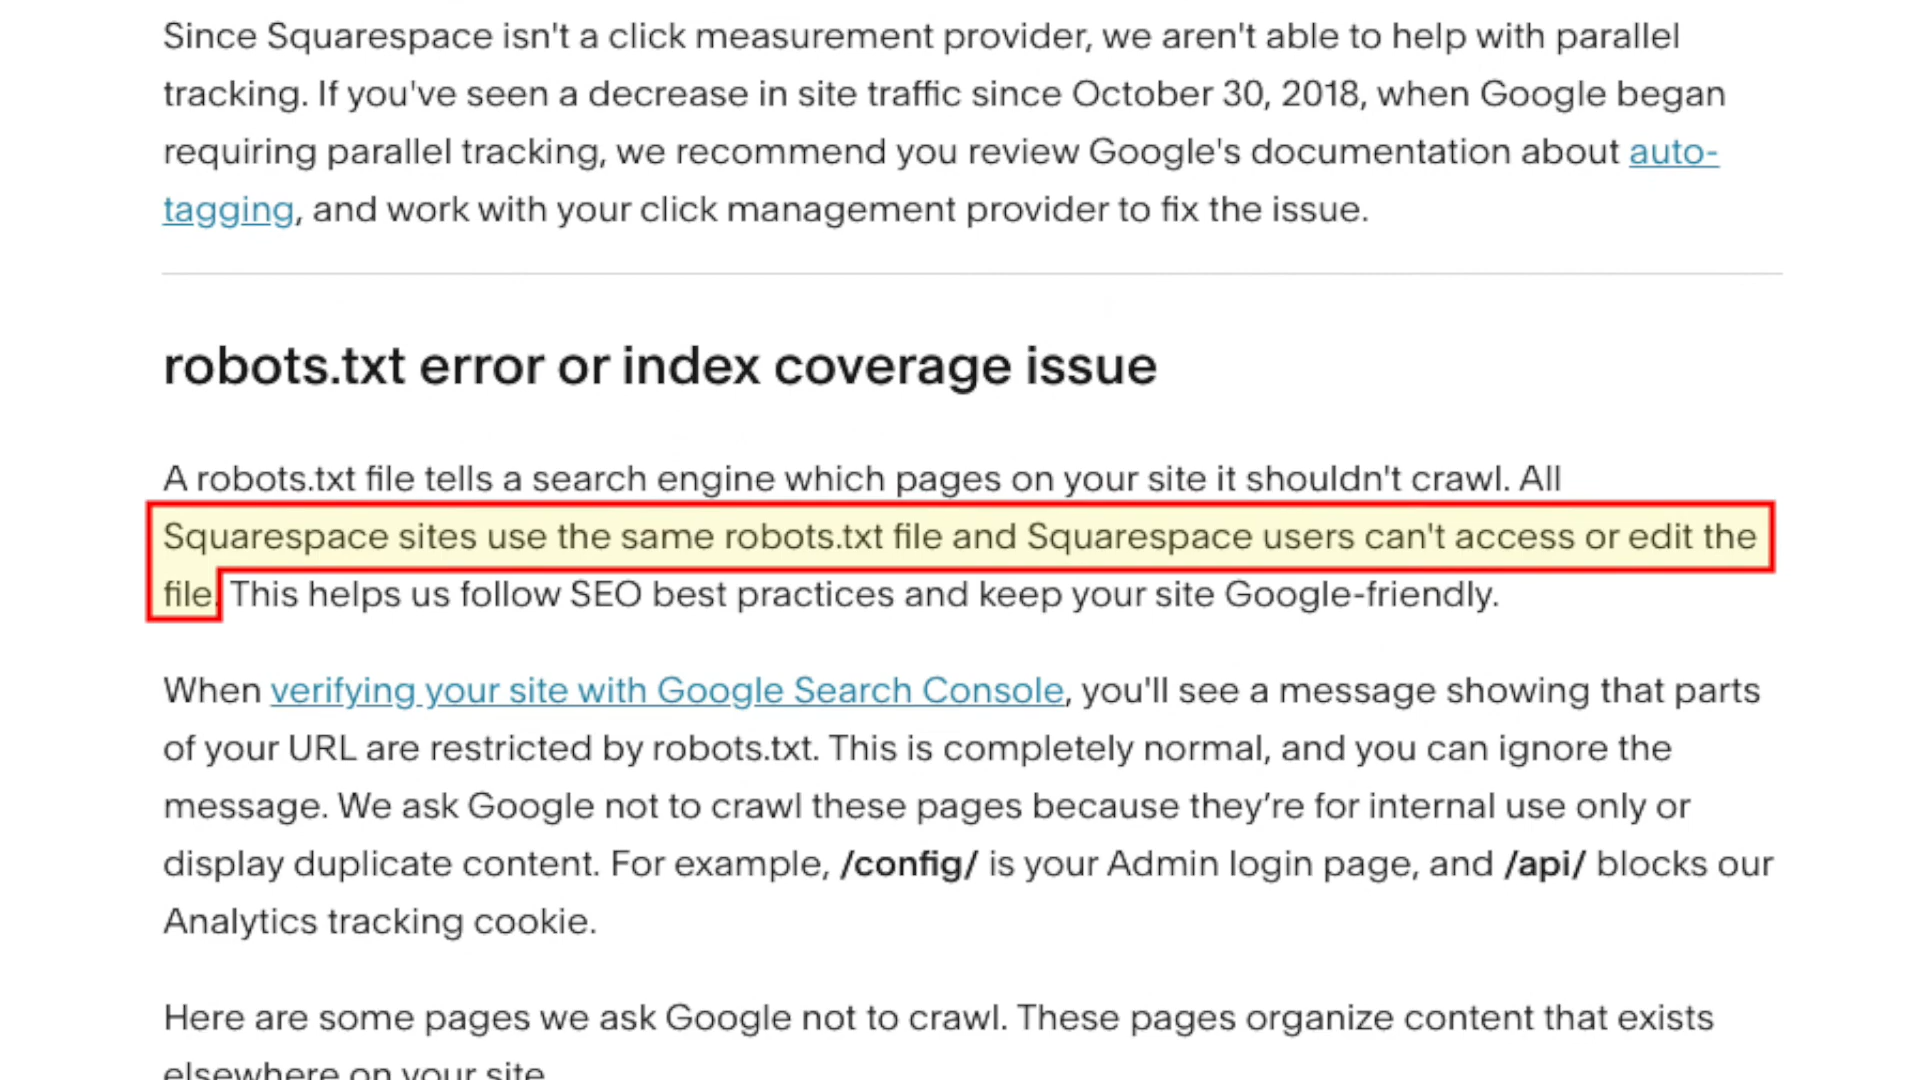 Since Squarespace isn't a click measurement provider, we aren't able to help with parallel
tracking. If you've seen a decrease in site traffic since October 30, 2018, when Google began
requiring parallel tracking, we recommend you review Google's documentation about auto-
tagging, and work with your click management provider to fix the issue.
robots.txt error or index coverage issue
A robots.txt file tells a search engine which pages on your site it shouldn't crawl. All
Squarespace sites use the same robots.txt file and Squarespace users can't access or edit the
file. This helps us follow SEO best practices and keep your site Google-friendly.
When verifying your site with Google Search Console, you'll see a message showing that parts
of your URL are restricted by robots.txt. This is completely normal, and you can ignore the
message. We ask Google not to crawl these pages because they’re for internal use only or
display duplicate content. For example, /config/ is your Admin login page, and /api/ blocks our
Analytics tracking cookie.
Here are some pages we ask Google not to crawl. These pages organize content that exists
elsewhere on your site